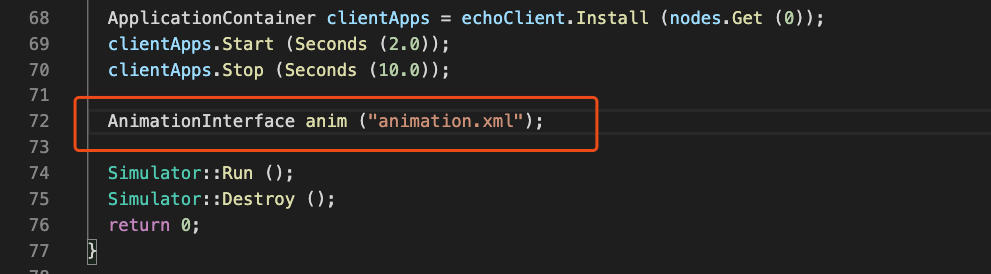 68 ApplicationContainer clientApps = echoClient.Install (nodes.Get (0));
69 clientApps.Start (Seconds (2.0));
70 clientApps.Stop (Seconds (10.0));
71
72 AnimationInterface anim ("animation.xml");
73
74 Simulator::Run ();
75 Simulator::Destroy ();
76 return 0;
77 }